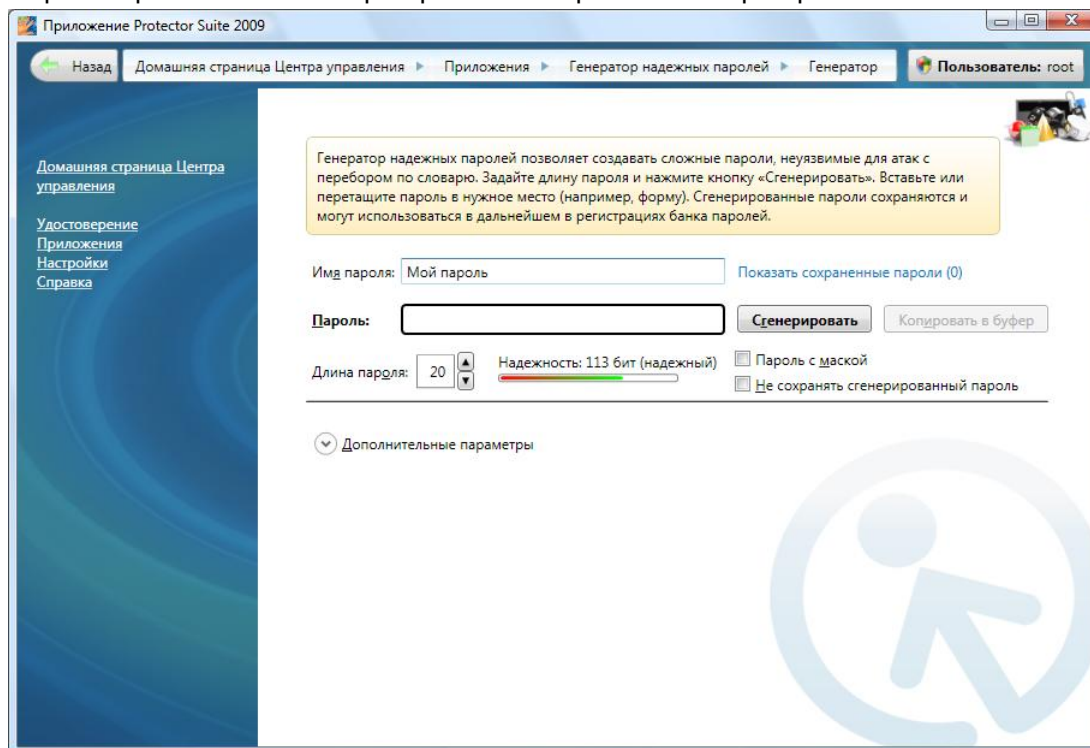 Приложение Protector Suite 2009
Назад Домашняя страница Центра управления Приложения Генератор надежных паролей Генератор Пользователь: root
Домашняя страница Центра
управления
Удостоверение
Приложения
Настройки
Справка
Генератор надежных паролей позволяет создавать сложные пароли, неуязвимые для атак с
перебором по словарю. Задайте длину пароля и нажмите кнопку «Сгенерировать». Вставьте или
перетащите пароль в нужное место (например, форму). Сгенерированные пароли сохраняются и
могут использоваться в дальнейшем в регистрациях банка паролей.
Имя пароля: Мой пароль Показать сохраненные пароли (0)
Пароль: Сгенерировать Копировать в буфер
Длина пароля: 20 Надежность: 113 бит (надежный) Пароль с маской
Не сохранять сгенерированный пароль
Дополнительные параметры